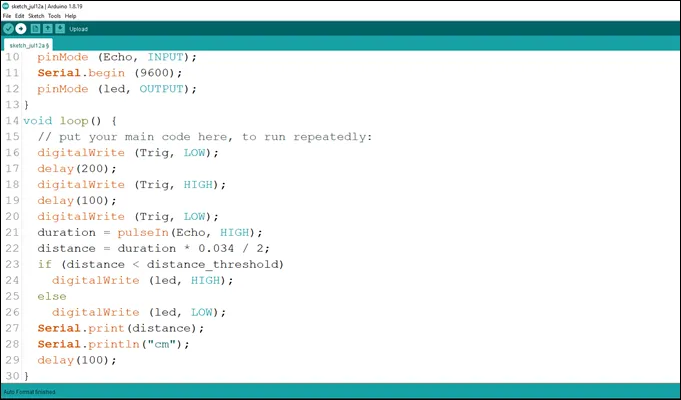 sketch_jul12a | Arduino 1.8.19
File Edit Sketch Tools Help
Upload
sketch_jul12a §
10 pinMode (Echo, INPUT);
11 Serial.begin (9600);
12 pinMode (led, OUTPUT);
13 }
14 void loop() {
15 // put your main code here, to run repeatedly:
16 digitalWrite (Trig, LOW);
17 delay(200);
18 digitalWrite (Trig, HIGH);
19 delay(100);
20 digitalWrite (Trig, LOW);
21 duration = pulseIn(Echo, HIGH);
22 distance = duration * 0.034 / 2;
23 if (distance < distance_threshold)
24 digitalWrite (led, HIGH);
25 else
26 digitalWrite (led, LOW);
27 Serial.print(distance);
28 Serial.println("cm");
29 delay(100);
30 }
Auto Format finished.